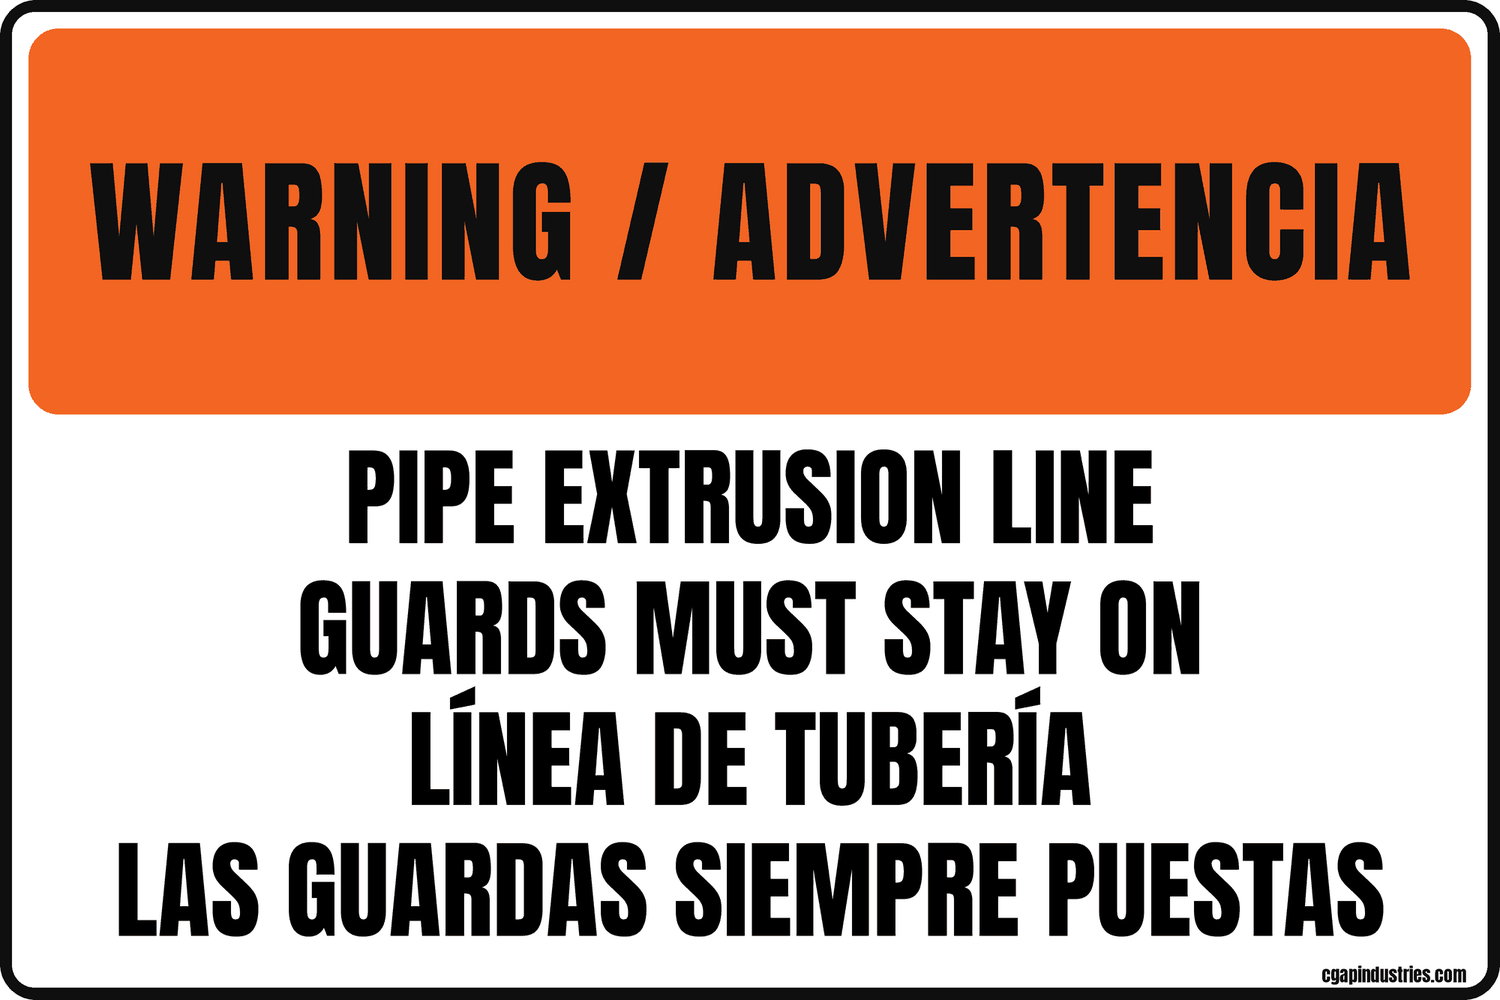 WARNING / ADVERTENCIA
PIPE EXTRUSION LINE
GUARDS MUST STAY ON
LÍNEA DE TUBERÍA
LAS GUARDAS SIEMPRE PUESTAS
cgapindustries.com